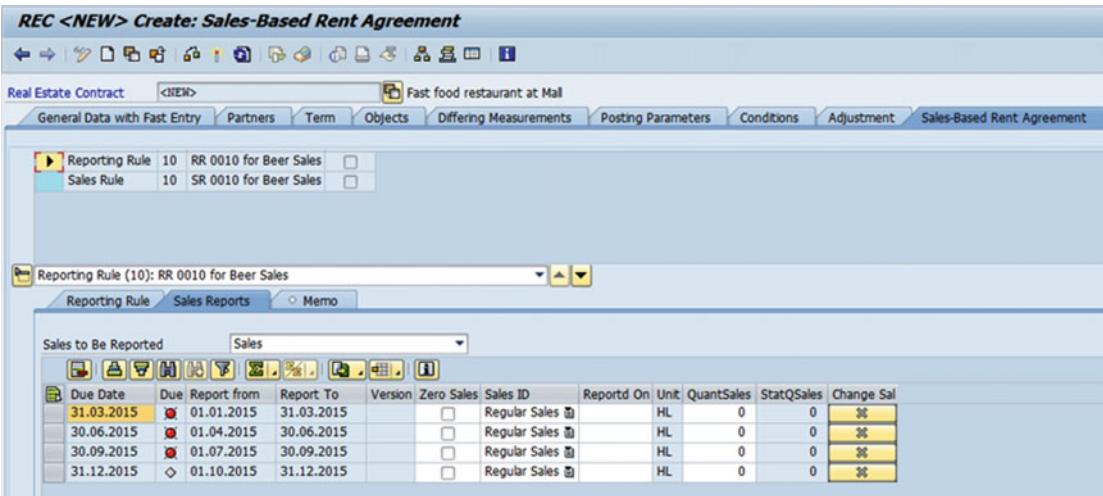 REC <NEW> Create: Sales-Based Rent Agreement
Real Estate Contract <NEW> Fast food restaurant at Mall
General Data with Fast Entry Partners Term Objects Differing Measurements Posting Parameters Conditions Adjustment Sales-Based Rent Agreement
Reporting Rule 10 RR 0010 for Beer Sales
Sales Rule 10 SR 0010 for Beer Sales
Reporting Rule (10): RR 0010 for Beer Sales
Reporting Rule Sales Reports Memo
Sales to Be Reported Sales
Due Date Due Report from Report To Version Zero Sales Sales ID Reportd On Unit QuantSales StatQSales Change Sal
31.03.2015 01.01.2015 31.03.2015 Regular Sales HL 0 0
30.06.2015 01.04.2015 30.06.2015 Regular Sales HL 0 0
30.09.2015 01.07.2015 30.09.2015 Regular Sales HL 0 0
31.12.2015 01.10.2015 31.12.2015 Regular Sales HL 0 0